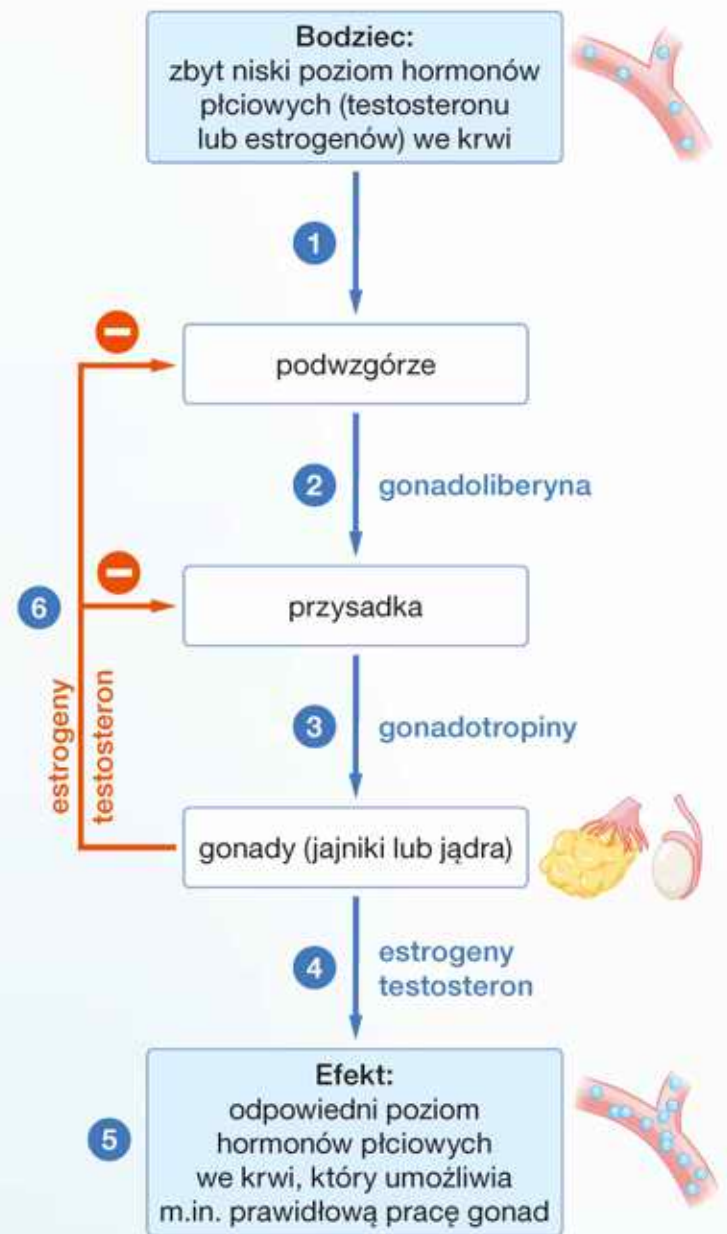 Bodziec:
zbyt niski poziom hormonów
płciowych (testosteronu
lub estrogenów) we krwi
1
podwzgórze
2 gonadoliberyna
przysadka
6
3 gonadotropiny
estrogeny
testosteron
gonady (jajniki lub jądra)
4 estrogeny
testosteron
Efekt:
5 odpowiedni poziom
hormonów płciowych
we krwi, który umożliwia
m.in. prawidłową pracę gonad